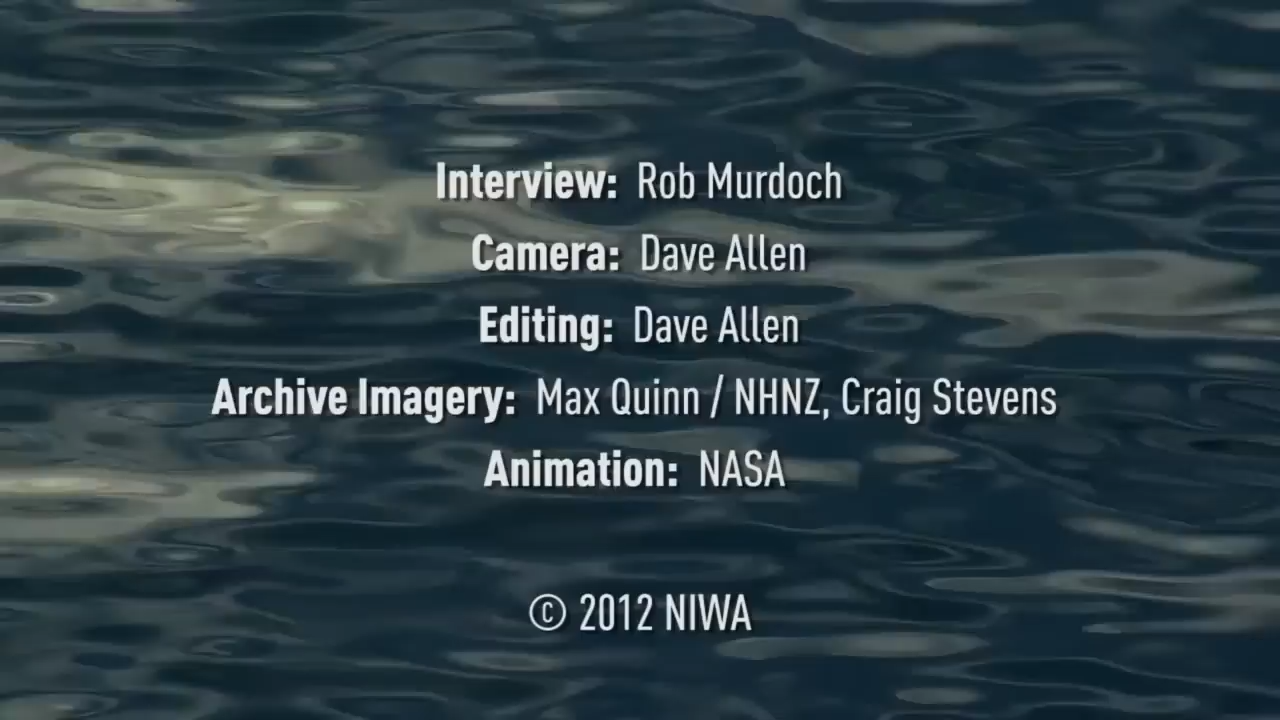 Interview: Rob Murdoch
Camera: Dave Allen
Editing: Dave Allen
Archive Imagery: Max Quinn / NHNZ, Craig Stevens
Animation: NASA
© 2012 NIWA